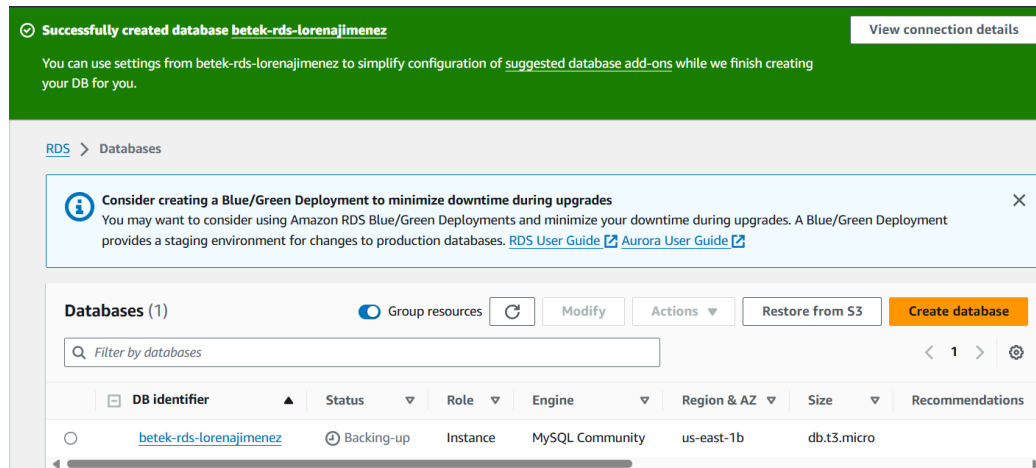 Successfully created database betek-rds-lorenajimenez
View connection details
You can use settings from betek-rds-lorenajimenez to simplify configuration of suggested database add-ons while we finish creating
your DB for you.
RDS > Databases
Consider creating a Blue/Green Deployment to minimize downtime during upgrades
You may want to consider using Amazon RDS Blue/Green Deployments and minimize your downtime during upgrades. A Blue/Green Deployment
provides a staging environment for changes to production databases. RDS User Guide Aurora User Guide
Databases (1) Group resources Modify Actions Restore from S3 Create database
Filter by databases 1
DB identifier Status Role Engine Region & AZ Size Recommendations
betek-rds-lorenajimenez Backing-up Instance MySQL Community us-east-1b db.t3.micro